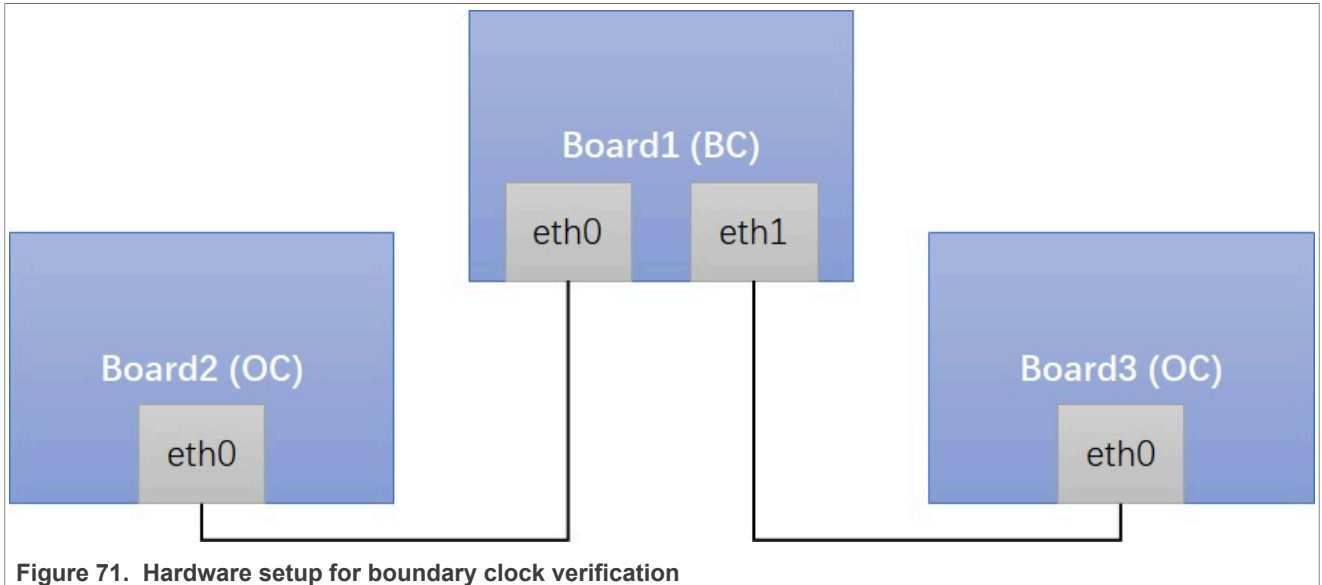 Board1 (BC)
eth0
eth1
Board2 (OC)
eth0
Board3 (OC)
eth0
Figure 71. Hardware setup for boundary clock verification